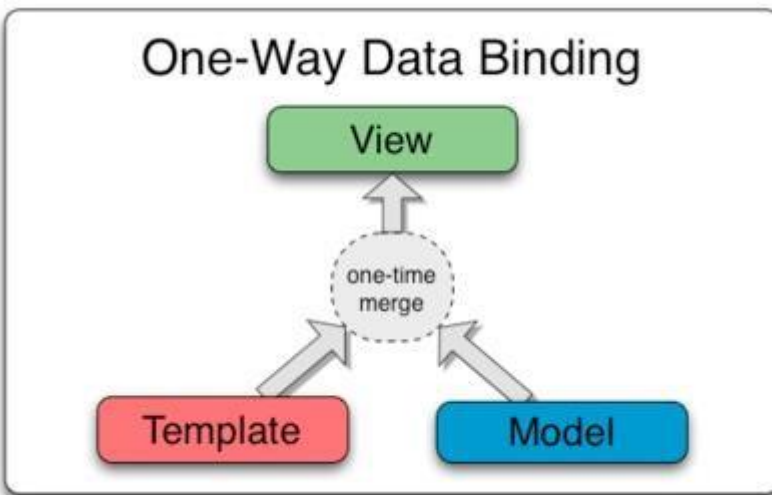 One-Way Data Binding
View
one-time
merge
Template
Model